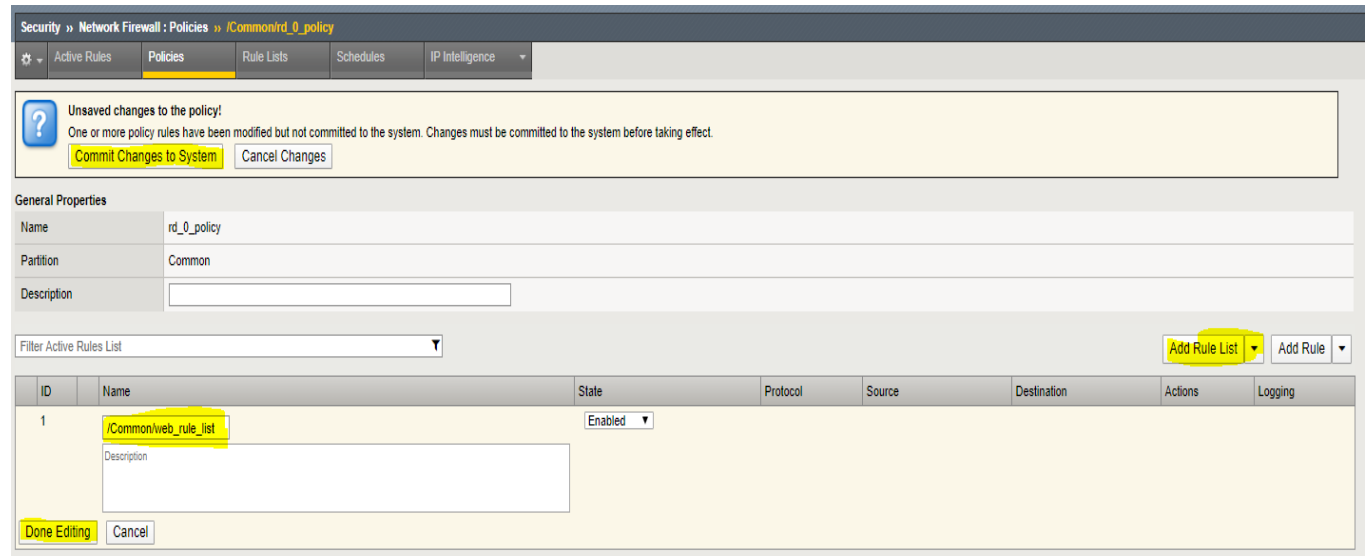 Security » Network Firewall : Policies » /Common/rd_0_policy
Active Rules Policies Rule Lists Schedules IP Intelligence
Unsaved changes to the policy!
One or more policy rules have been modified but not committed to the system. Changes must be committed to the system before taking effect.
Commit Changes to System Cancel Changes
General Properties
Name rd_0_policy
Partition Common
Description
Filter Active Rules List
Add Rule List Add Rule
ID Name State Protocol Source Destination Actions Logging
1 /Common/web_rule_list Enabled
Description
Done Editing Cancel